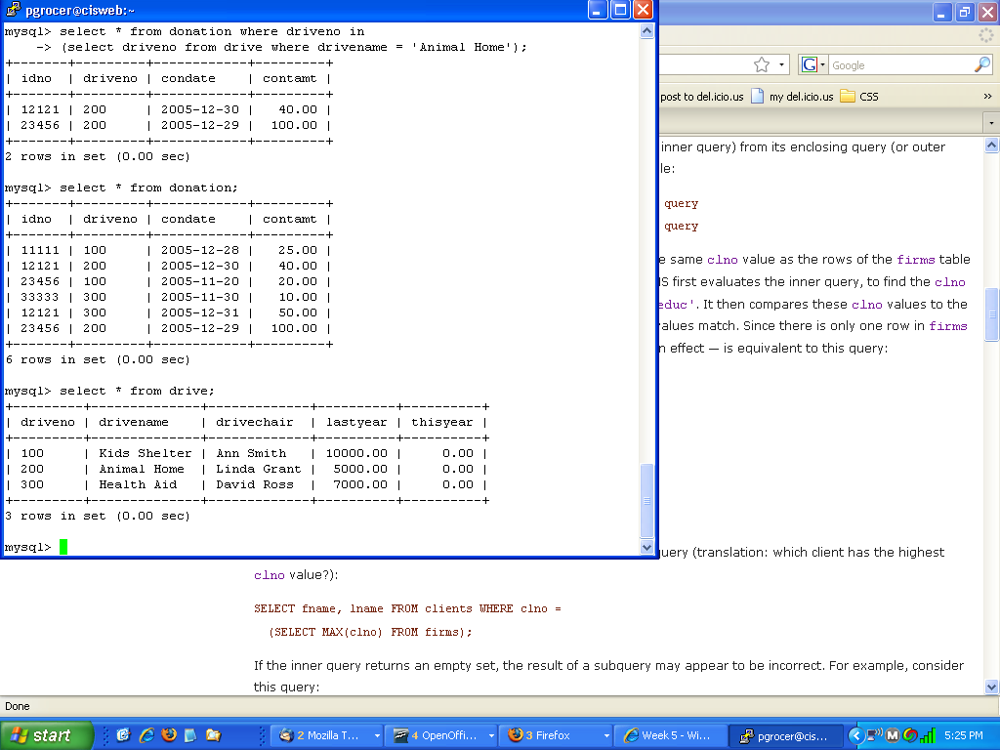 pgrocer@cisweb:~
mysql> select * from donation where driveno in
    -> (select driveno from drive where drivename = 'Animal Home');
+-------+---------+------------+---------+
| idno  | driveno | condate    | contamt |
+-------+---------+------------+---------+
| 12121 | 200     | 2005-12-30 |   40.00 |
| 23456 | 200     | 2005-12-29 |  100.00 |
+-------+---------+------------+---------+
2 rows in set (0.00 sec)
mysql> select * from donation;
+-------+---------+------------+---------+
| idno  | driveno | condate    | contamt |
+-------+---------+------------+---------+
| 11111 | 100     | 2005-12-28 |   25.00 |
| 12121 | 200     | 2005-12-30 |   40.00 |
| 23456 | 100     | 2005-11-20 |   20.00 |
| 33333 | 300     | 2005-11-30 |   10.00 |
| 12121 | 300     | 2005-12-31 |   50.00 |
| 23456 | 200     | 2005-12-29 |  100.00 |
+-------+---------+------------+---------+
6 rows in set (0.00 sec)
mysql> select * from drive;
+---------+--------------+-------------+----------+----------+
| driveno | drivename    | drivechair  | lastyear | thisyear |
+---------+--------------+-------------+----------+----------+
| 100     | Kids Shelter | Ann Smith   | 10000.00 |     0.00 |
| 200     | Animal Home  | Linda Grant |  5000.00 |     0.00 |
| 300     | Health Aid   | David Ross  |  7000.00 |     0.00 |
+---------+--------------+-------------+----------+----------+
3 rows in set (0.00 sec)
mysql>
G Google
post to del.icio.us my del.icio.us CSS »
inner query) from its enclosing query (or outer
le:
query
query
e same clno value as the rows of the firms table
S first evaluates the inner query, to find the clno
educ'. It then compares these clno values to the
values match. Since there is only one row in firms
n effect — is equivalent to this query:
uery (translation: which client has the highest
clno value?):
SELECT fname, lname FROM clients WHERE clno =
(SELECT MAX(clno) FROM firms);
If the inner query returns an empty set, the result of a subquery may appear to be incorrect. For example, consider
this query:
Done
start 2 Mozilla T... 4 OpenOffi... 3 Firefox Week 5 - Wi... pgrocer@cis... 5:25 PM